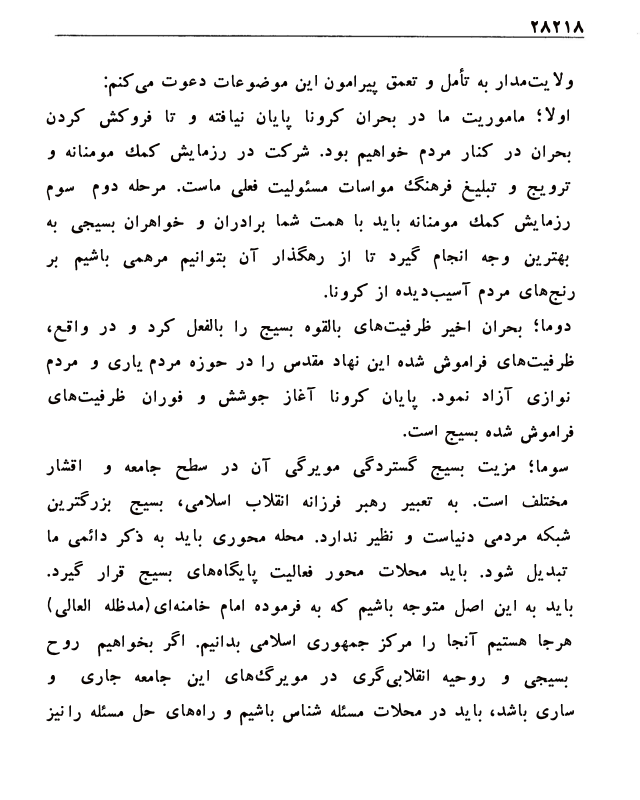 ۲۸۲۱۸
ولایت‌مدار به تأمل و تعمق پیرامون این موضوعات دعوت می‌کنم:
اولا؛ ماموریت ما در بحران کرونا پایان نیافته و تا فروکش کردن
بحران در کنار مردم خواهیم بود. شرکت در رزمایش کمك مومنانه و
ترویج و تبلیغ فرهنگ مواسات مسئولیت فعلی ماست. مرحله دوم سوم
رزمایش کمك مومنانه باید با همت شما برادران و خواهران بسیجی به
بهترین وجه انجام گیرد تا از رهگذار آن بتوانیم مرهمی باشیم بر
رنج‌های مردم آسیب‌دیده از کرونا.
دوما؛ بحران اخیر ظرفیت‌های بالقوه بسیج را بالفعل کرد و در واقع،
ظرفیت‌های فراموش شده این نهاد مقدس را در حوزه مردم یاری و مردم
نوازی آزاد نمود. پایان کرونا آغاز جوشش و فوران ظرفیت‌های
فراموش شده بسیج است.
سوما؛ مزیت بسیج گستردگی مویرگی آن در سطح جامعه و اقشار
مختلف است. به تعبیر رهبر فرزانه انقلاب اسلامی، بسیج بزرگترین
شبکه مردمی دنیاست و نظیر ندارد. محله محوری باید به ذکر دائمی ما
تبدیل شود. باید محلات محور فعالیت پایگاه‌های بسیج قرار گیرد.
باید به این اصل متوجه باشیم که به فرموده امام خامنه‌ای(مدظله العالی)
هرجا هستیم آنجا را مرکز جمهوری اسلامی بدانیم. اگر بخواهیم روح
بسیجی و روحیه انقلابی‌گری در مویرگ‌های این جامعه جاری و
ساری باشد، باید در محلات مسئله شناس باشیم و راه‌های حل مسئله را نیز